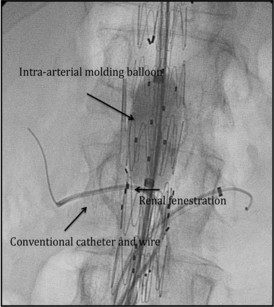 Intra-arterial molding balloon
Renal fenestration
Conventional catheter and wire